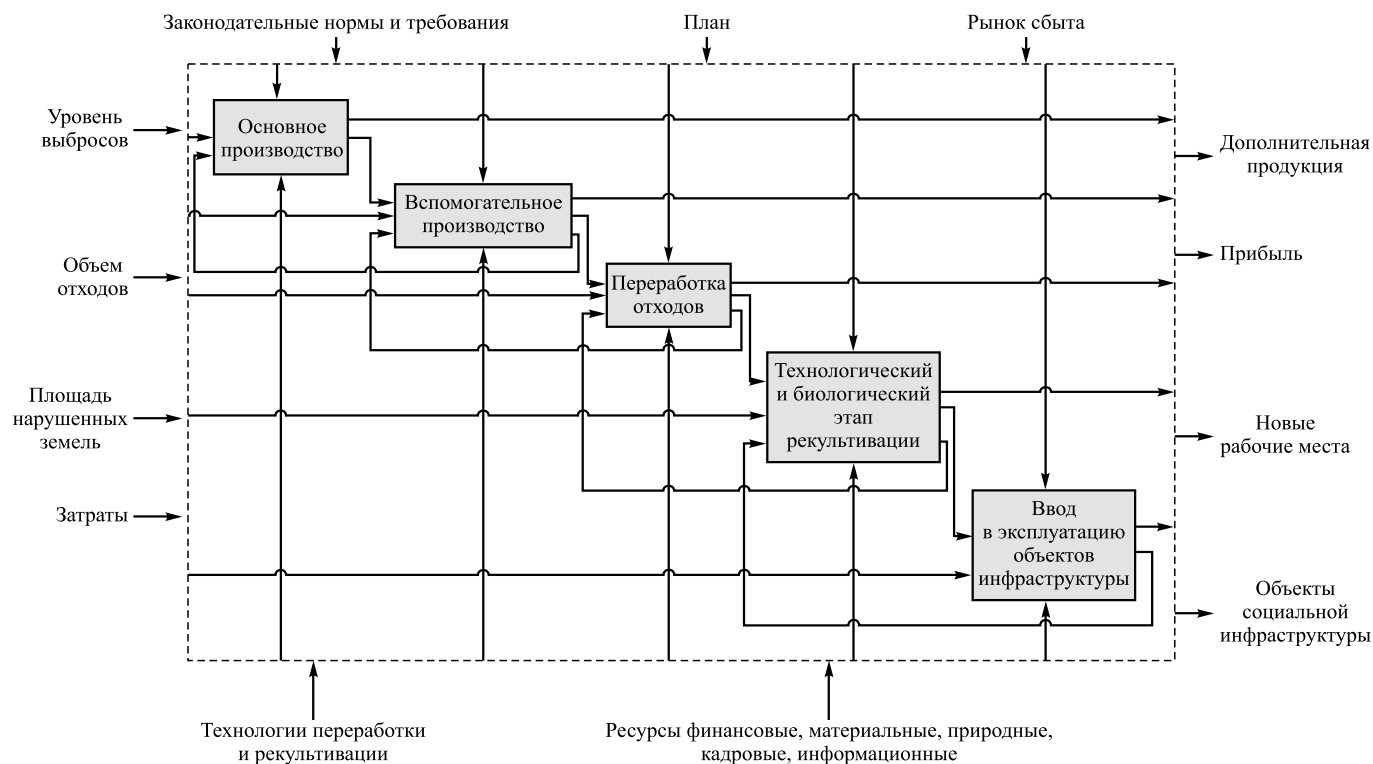 Законодательные нормы и требования
План
Рынок сбыта
Уровень
выбросов
Основное
производство
Дополнительная
продукция
Вспомогательное
производство
Объем
отходов
Прибыль
Переработка
отходов
Технологический
и биологический
этап
рекультивации
Площадь
нарушенных
земель
Новые
рабочие места
Затраты
Ввод
в эксплуатацию
объектов
инфраструктуры
Объекты
социальной
инфраструктуры
Технологии переработки
и рекультивации
Ресурсы финансовые, материальные, природные,
кадровые, информационные